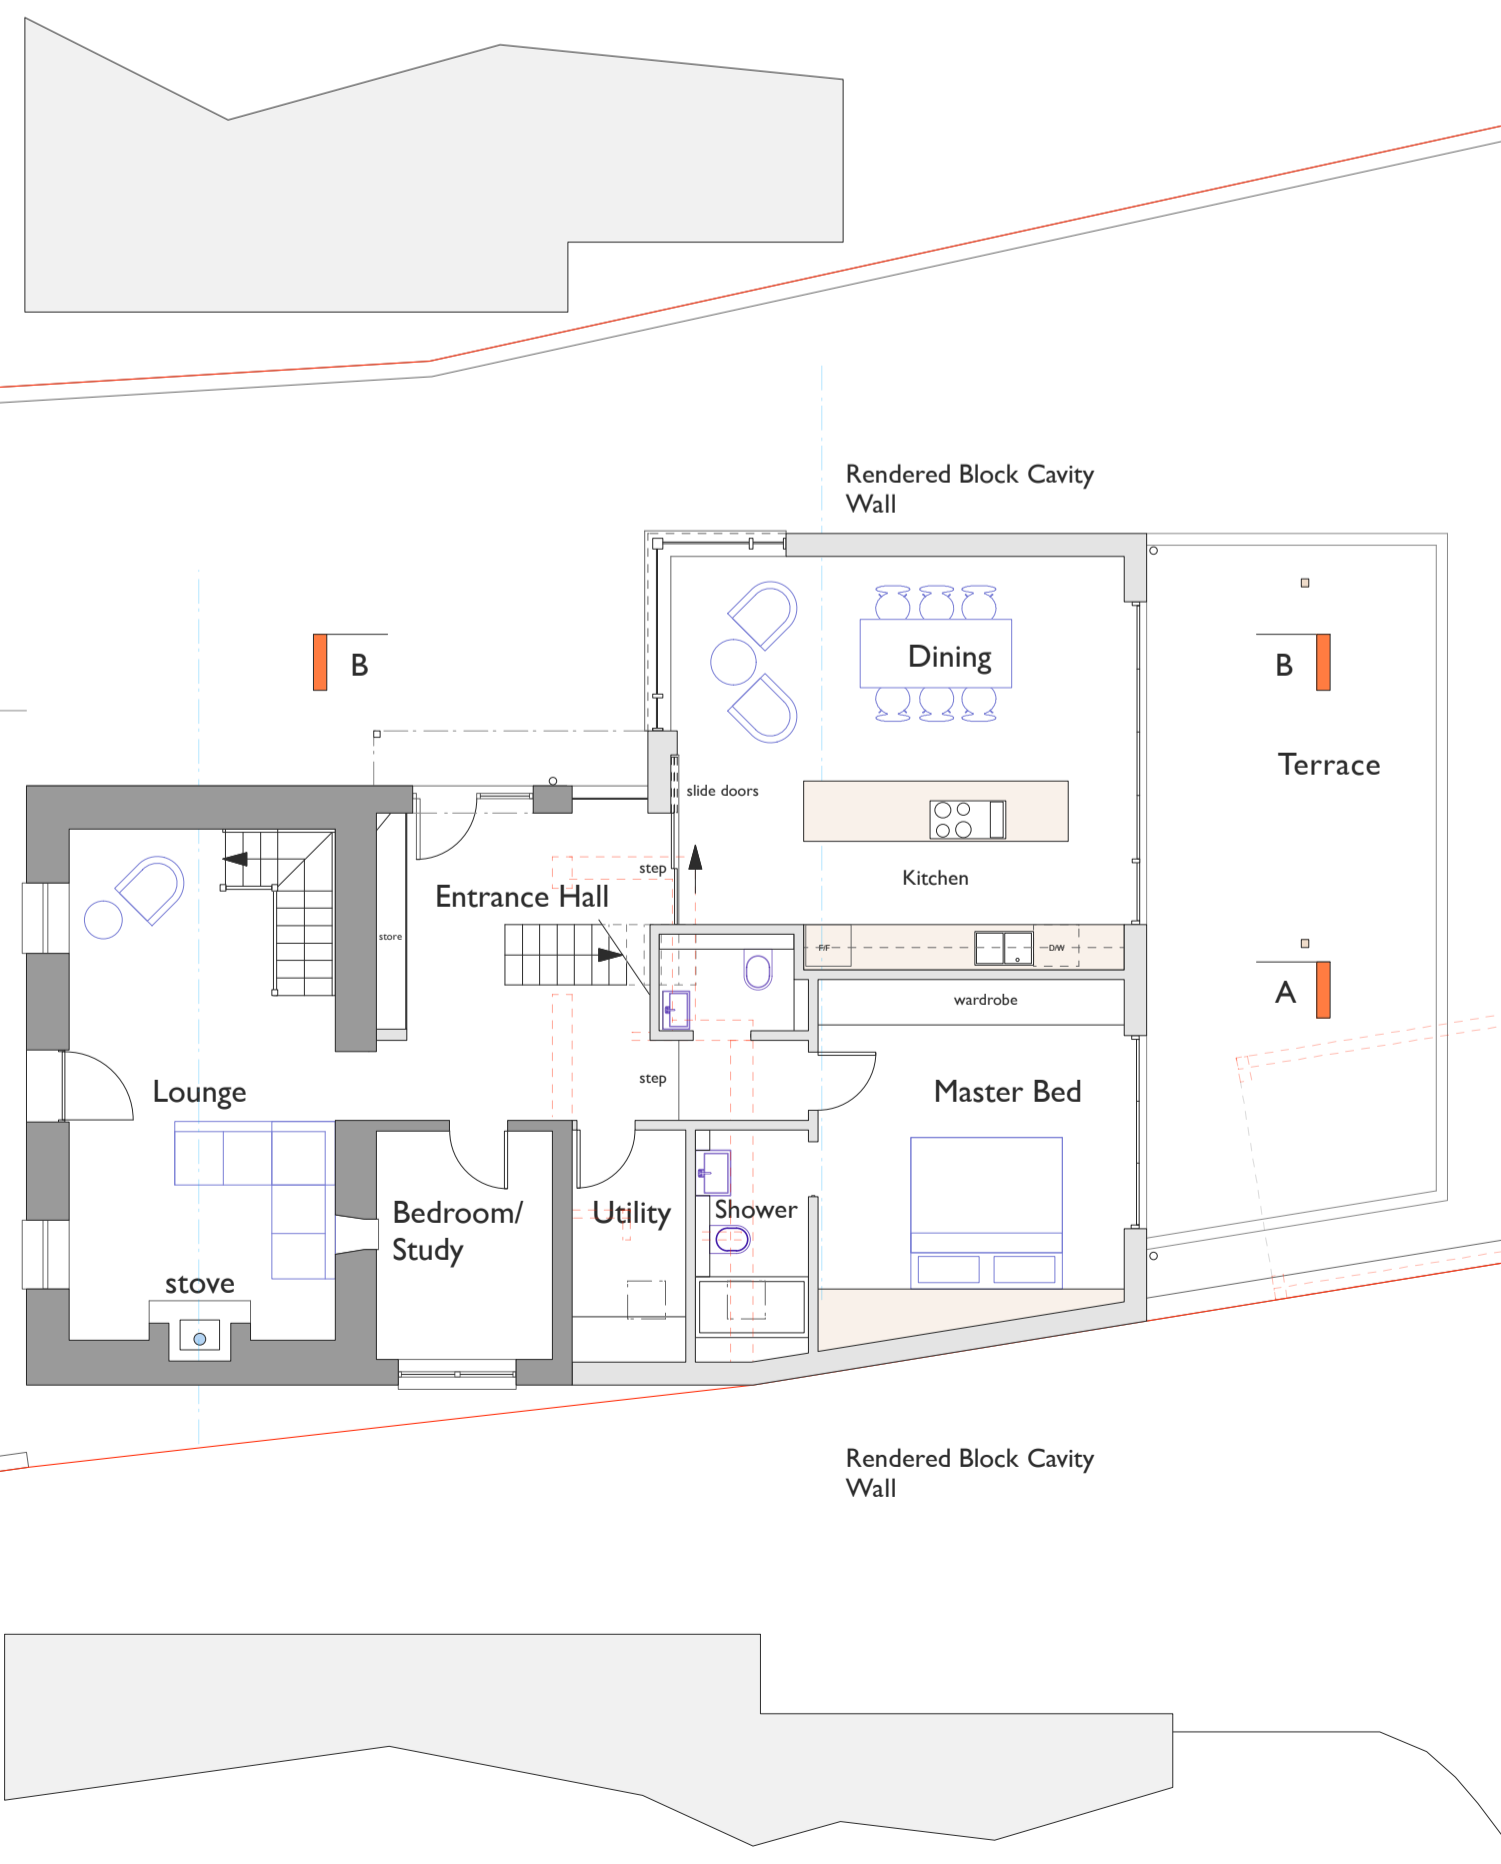 Rendered Block Cavity
Wall
B
Dining
B
Terrace
slide doors
step
Kitchen
Entrance Hall
store
F/F
D/W
wardrobe
A
step
Lounge
Master Bed
Bedroom/
Study
Utility
Shower
stove
Rendered Block Cavity
Wall